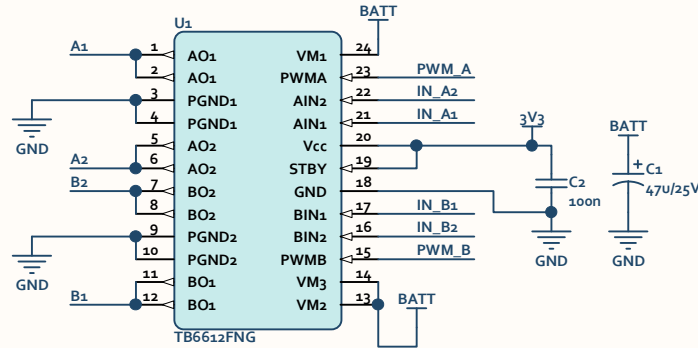 BATT
U1
A1 1 AO1 VM1 24
2 AO1 PWMA 23 PWM_A
3 PGND1 AIN2 22 IN_A2
4 PGND1 AIN1 21 IN_A1
GND
5 AO2 Vcc 20 3V3
A2 6 AO2 STBY 19
B2 7 BO2 GND 18
8 BO2 BIN1 17 IN_B1
9 PGND2 BIN2 16 IN_B2
10 PGND2 PWMB 15 PWM_B
GND
11 BO1 VM3 14
B1 12 BO1 VM2 13
BATT
TB6612FNG
C2
100n
GND
BATT
+
C1
47u/25V
GND